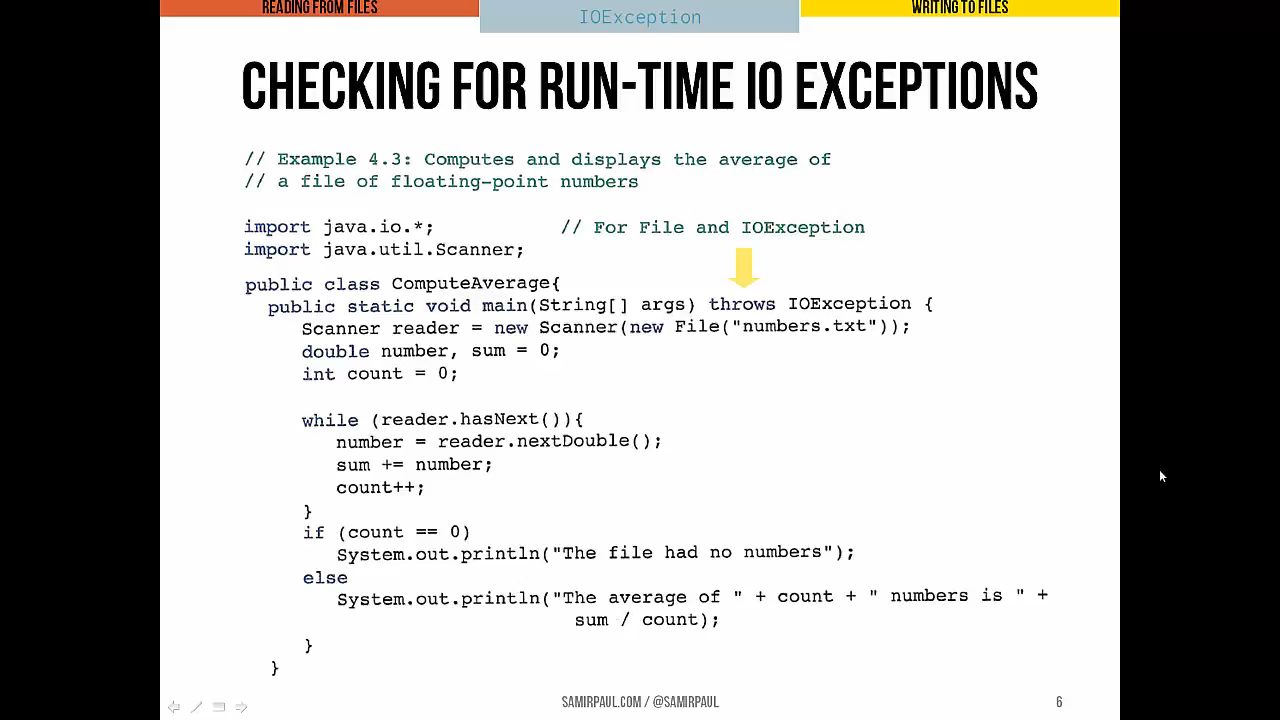 READING FROM FILES
IOException
WRITING TO FILES
CHECKING FOR RUN-TIME IO EXCEPTIONS
// Example 4.3: Computes and displays the average of
// a file of floating-point numbers
import java.io.*; // For File and IOException
import java.util.Scanner;
public class ComputeAverage{
public static void main(String[] args) throws IOException {
Scanner reader = new Scanner(new File("numbers.txt"));
double number, sum = 0;
int count = 0;
while (reader.hasNext()){
number = reader.nextDouble();
sum += number;
count++;
}
if (count == 0)
System.out.println("The file had no numbers");
else
System.out.println("The average of " + count + " numbers is " +
sum / count);
}
}
SAMIRPAUL.COM / @SAMIRPAUL
6